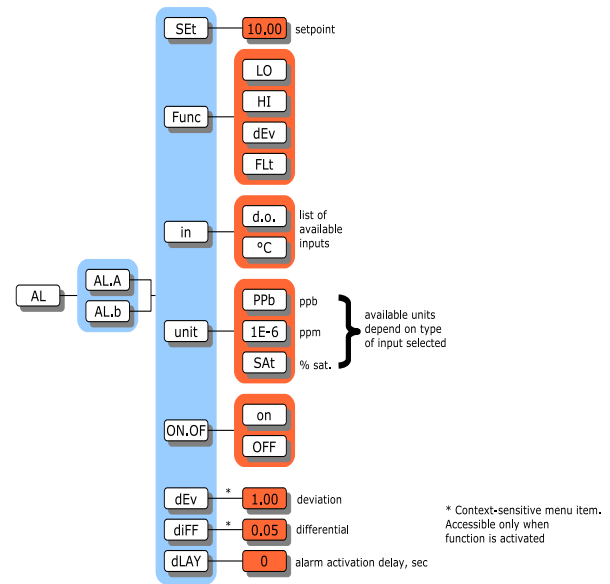 SEt
10.00
setpoint
LO
HI
Func
dEv
FLt
d.o.
list of
available
inputs
in
°C
AL
AL.A
AL.b
PPb
ppb
unit
1E-6
ppm
available units
depend on type
of input selected
SAt
% sat.
on
ON.OF
OFF
dEv
*
1.00
deviation
diFF
*
0.05
differential
dLAY
0
alarm activation delay, sec
* Context-sensitive menu item.
Accessible only when
function is activated